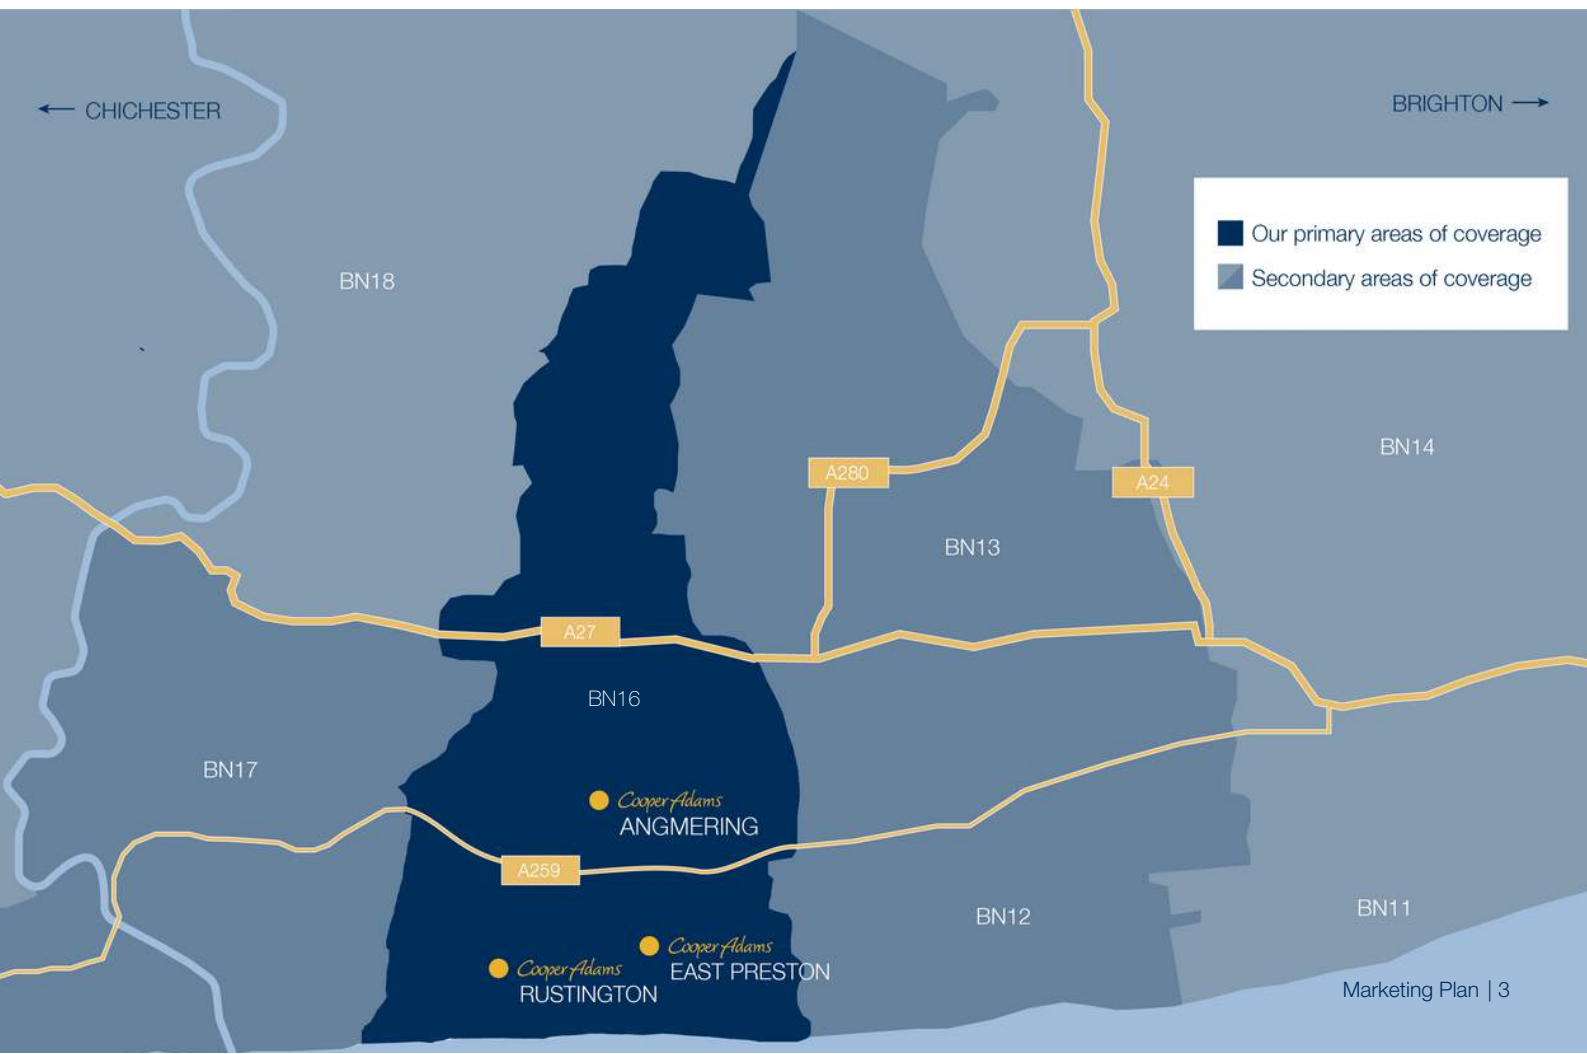 CHICHESTER
BRIGHTON
Our primary areas of coverage
Secondary areas of coverage
BN18
BN14
A280
A24
BN13
A27
BN16
BN17
Cooper Adams
ANGMERING
A259
BN12
BN11
Cooper Adams
EAST PRESTON
Cooper Adams
RUSTINGTON
Marketing Plan | 3